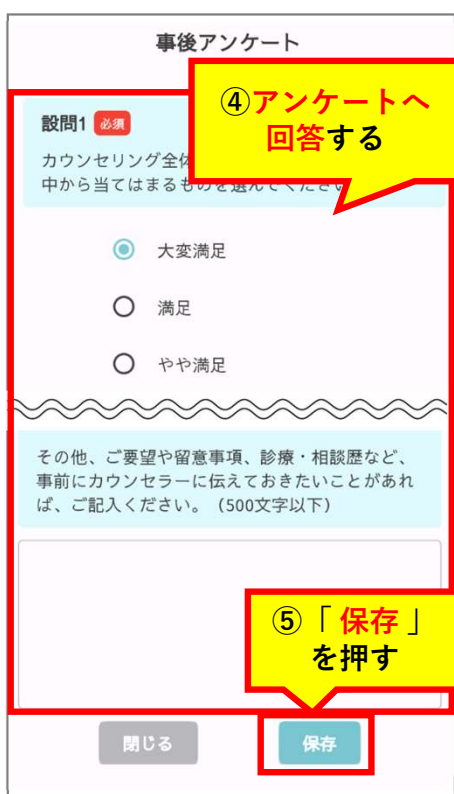 事後アンケート
④アンケートへ
回答する
設問1 必須
カウンセリング全体
中から当てはまるものを選んでください
大変満足
満足
やや満足
その他、ご要望や留意事項、診療・相談歴など、
事前にカウンセラーに伝えておきたいことがあれ
ば、ご記入ください。（500文字以下）
⑤「 保存 」
を押す
閉じる
保存